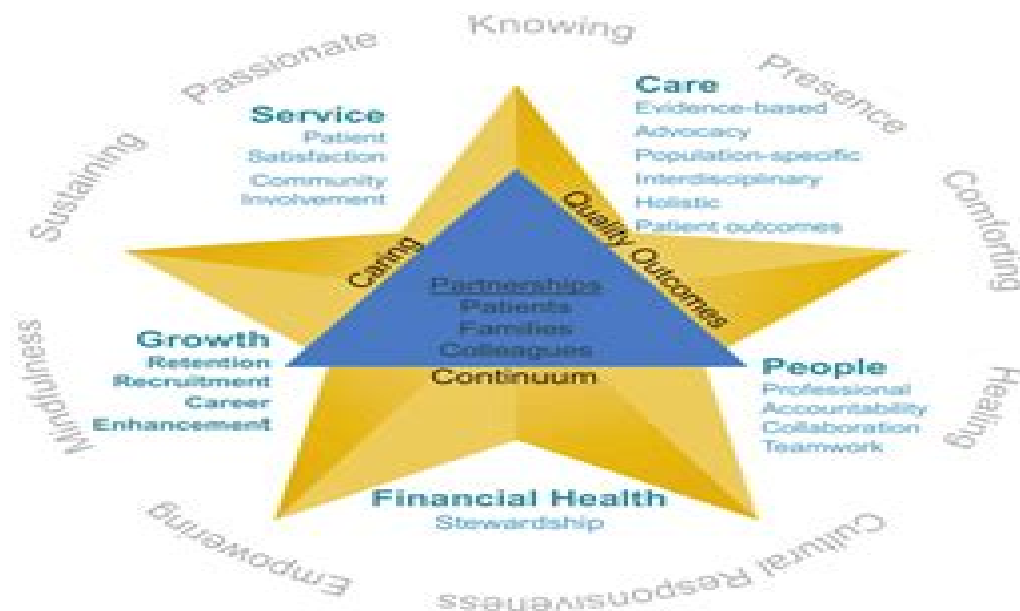 Knowing
Presence
Comforting
Healing
Cultural Responsiveness
Empowering
Mindfulness
Sustaining
Passionate
Service
Patient
Satisfaction
Community
Involvement
Care
Evidence-based
Advocacy
Population-specific
Interdisciplinary
Holistic
Patient outcomes
Caring
Quality Outcomes
Partnerships
Patients
Families
Colleagues
Continuum
Growth
Retention
Recruitment
Career
Enhancement
People
Professional
Accountability
Collaboration
Teamwork
Financial Health
Stewardship